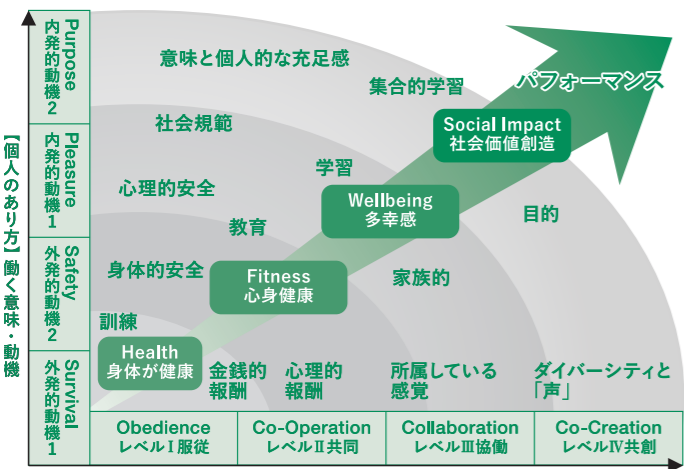 【個人のあり方】働く意味・動機
Purpose
内発的動機2
Pleasure
内発的動機1
Safety
外発的動機2
Survival
外発的動機1
意味と個人的な充足感
集合的学習
パフォーマンス
社会規範
Social Impact
社会価値創造
学習
心理的安全
Wellbeing
多幸感
目的
教育
身体的安全
Fitness
心身健康
家族的
訓練
Health
身体が健康
金銭的
報酬
心理的
報酬
所属している
感覚
ダイバーシティと
「声」
Obedience
レベルⅠ服従
Co-Operation
レベルⅡ共同
Collaboration
レベルⅢ協働
Co-Creation
レベルⅣ共創